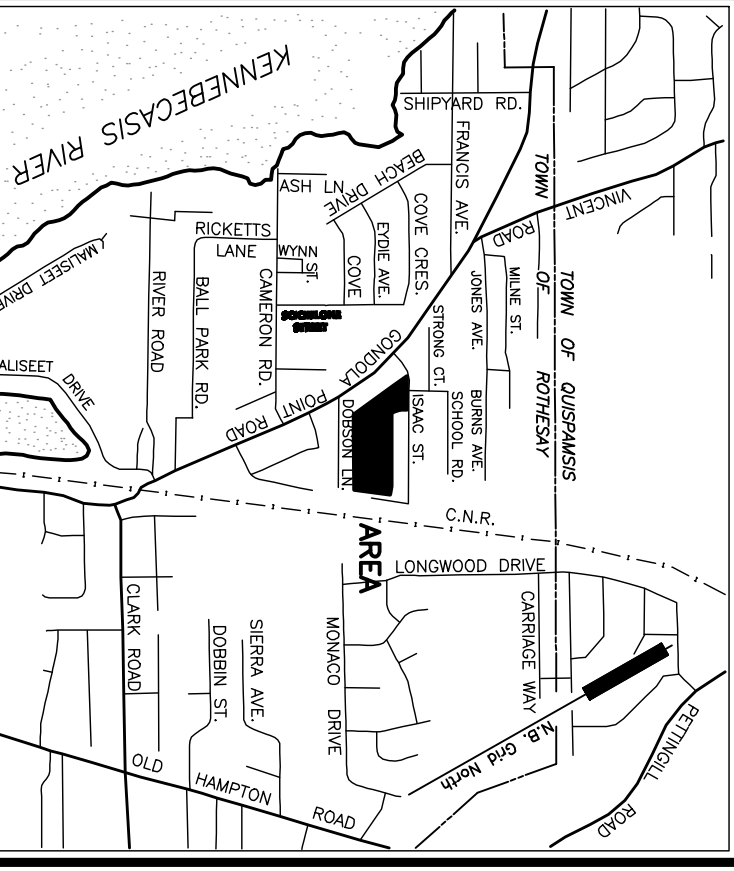 KENNEBECASIS RIVER
SHIPYARD RD.
FRANCIS AVE.
TOWN OF ROTHESAY
TOWN OF QUISPAMSIS
VINCENT ROAD
BEACH DRIVE
ASH LN.
COVE CRES.
EYDIE AVE.
COVE
RICKETTS
LANE
WYNN
ST.
MALISEET DRIVE
RIVER ROAD
BALL PARK RD.
CAMERON RD.
STREET
GONDOLA POINT ROAD
STRONG CT.
JONES AVE.
MILNE ST.
ALISEET DRIVE
DOBSON LN.
ISAAC ST.
SCHOOL RD.
BURNS AVE.
C.N.R.
AREA
LONGWOOD DRIVE
CLARK ROAD
DOBBIN ST.
SIERRA AVE.
MONACO DRIVE
CARRIAGE WAY
N.B. Grid North
PETTINGILL ROAD
OLD HAMPTON ROAD